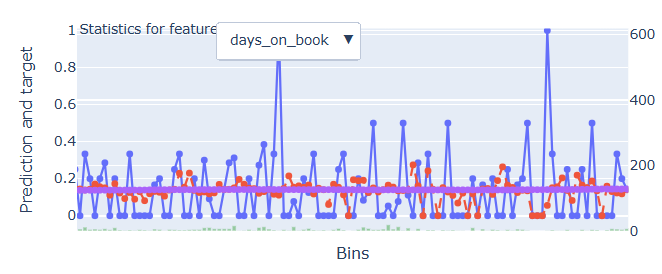 Statistics for feature
days_on_book ▼
1
0.8
0.6
0.4
0.2
0
600
400
200
0
Prediction and target
Bins